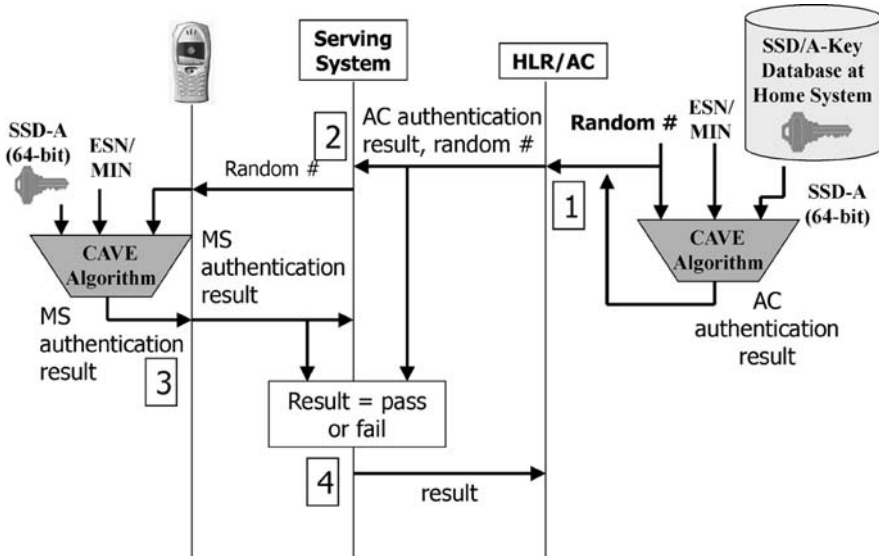 Serving
System
HLR/AC
SSD/A-Key
Database at
Home System
SSD-A
(64-bit)
ESN/
MIN
2
AC authentication
result, random #
Random #
ESN/
MIN
Random #
1
SSD-A
(64-bit)
CAVE
Algorithm
MS
authentication
result
CAVE
Algorithm
MS
authentication
result
3
AC
authentication
result
Result = pass
or fail
4
result